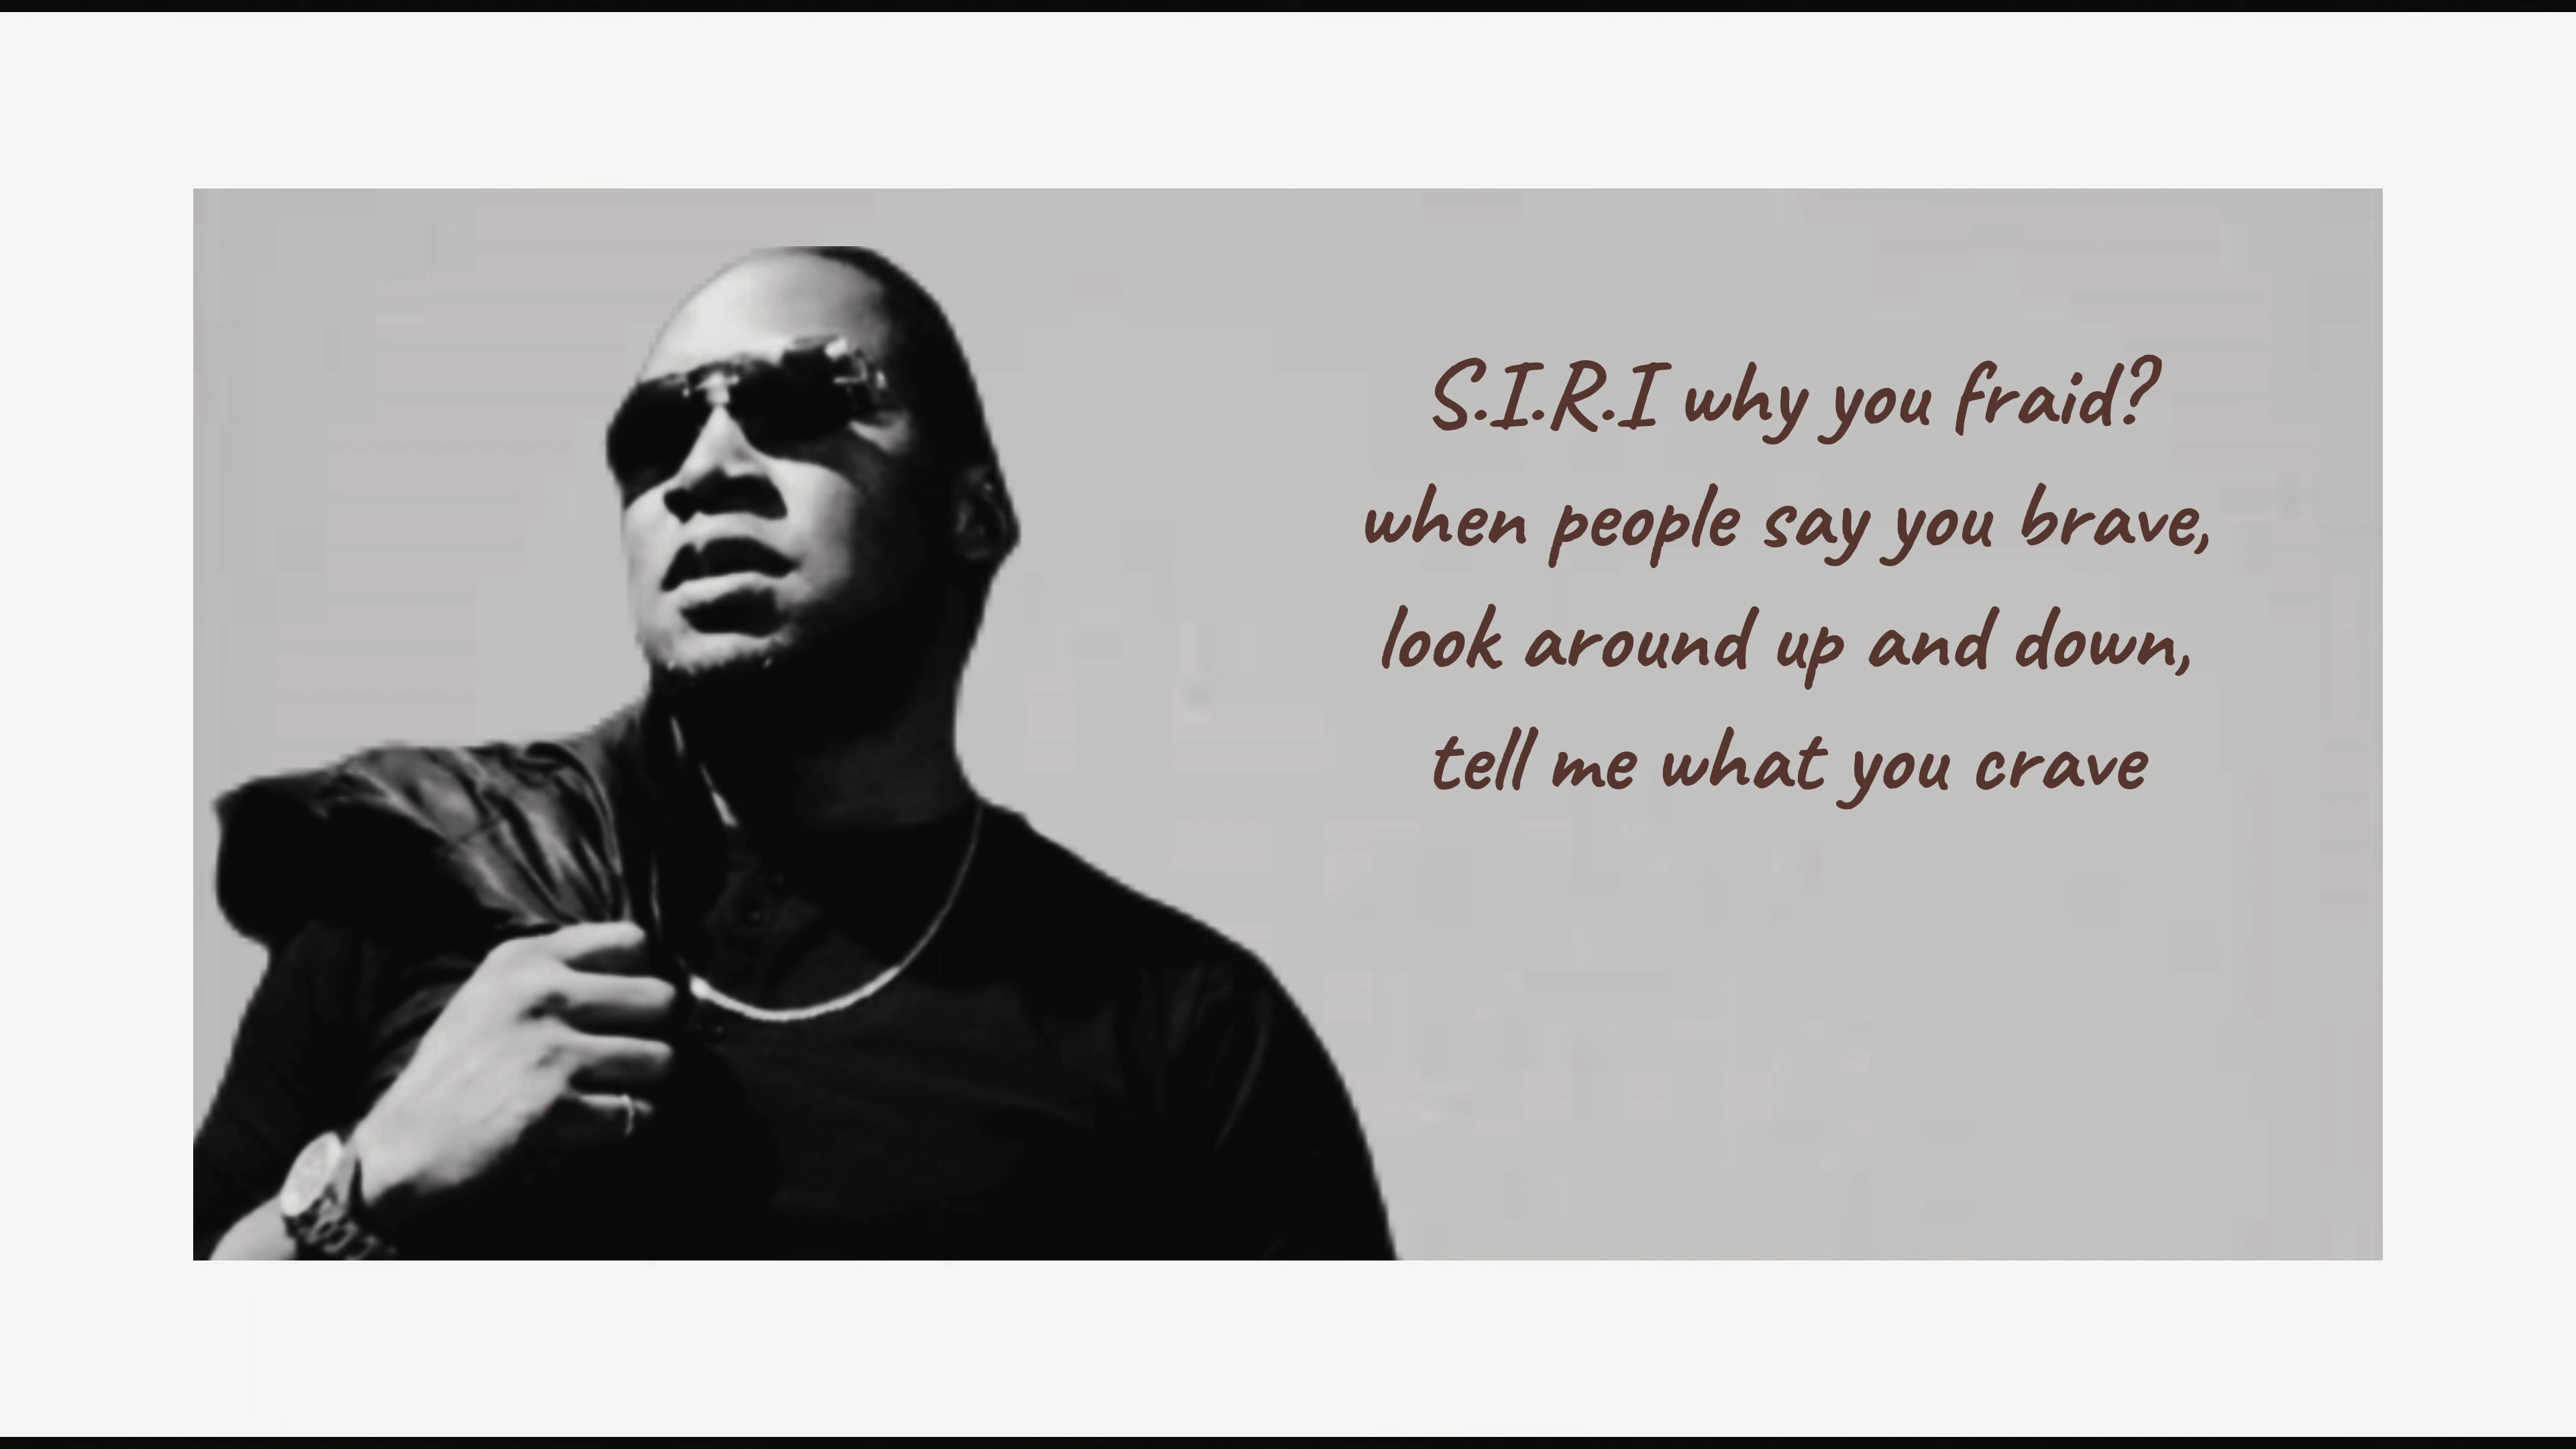 S.I.R.I why you fraid?
when people say you brave,
look around up and down,
tell me what you crave